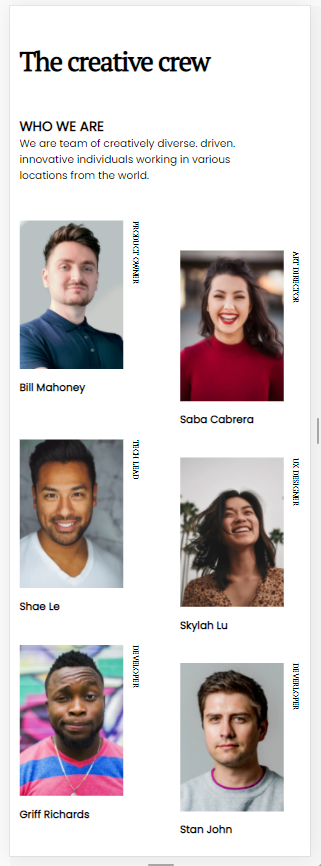 The creative crew
WHO WE ARE
We are team of creatively diverse. driven.
innovative individuals working in various
locations from the world.
PRODUCT OWNER
Bill Mahoney
ART DIRECTOR
Saba Cabrera
TECH LEAD
Shae Le
UX DESIGNER
Skylah Lu
DEVELOPER
Griff Richards
DEVERLOPER
Stan John